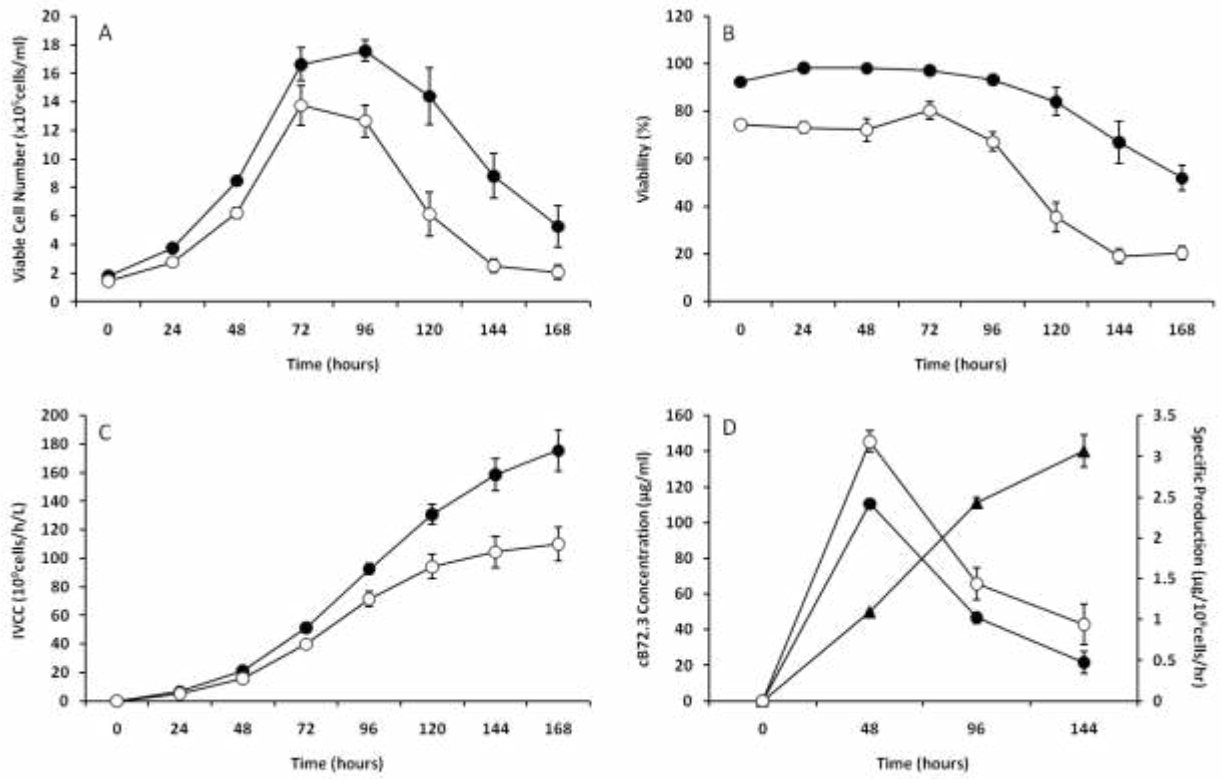 A
Viable Cell Number (x10⁶cells/ml)
20
18
16
14
12
10
8
6
4
2
0
0 24 48 72 96 120 144 168
Time (hours)
B
Viability (%)
120
100
80
60
40
20
0
0 24 48 72 96 120 144 168
Time (hours)
C
IVCC (10⁹cells/h/L)
200
180
160
140
120
100
80
60
40
20
0
0 24 48 72 96 120 144 168
Time (hours)
D
cB72.3 Concentration (µg/ml)
160
140
120
100
80
60
40
20
0
3.5
3
2.5
2
1.5
1
0.5
0
Specific Production (µg/10⁶cells/hr)
0 48 96 144
Time (hours)